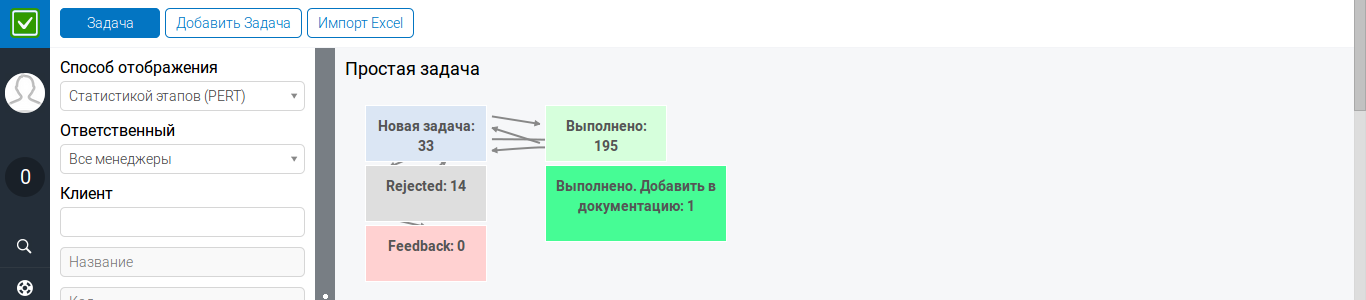 Задача
Добавить Задача
Импорт Excel
Способ отображения
Статистикой этапов (PERT)
Ответственный
Все менеджеры
0
Клиент
Название
Простая задача
Новая задача:
33
Выполнено:
195
Rejected: 14
Выполнено. Добавить в
документацию: 1
Feedback: 0